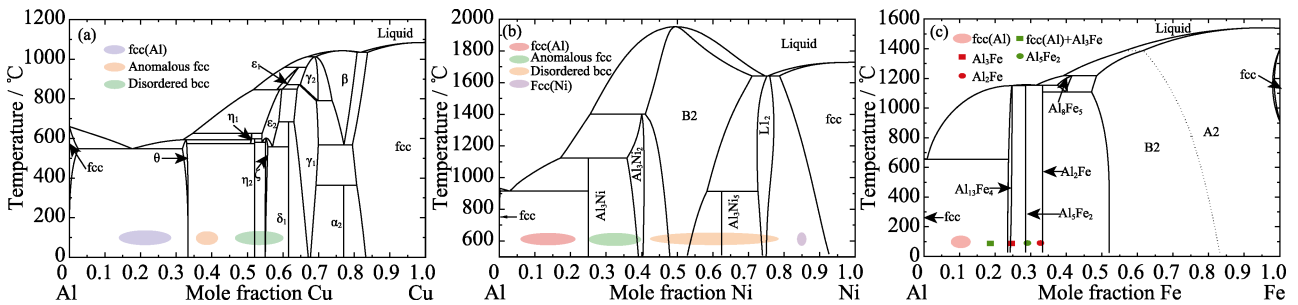 (a)
fcc(Al)
Anomalous fcc
Disordered bcc
Liquid
ε₁
γ₂
β
η₁
ε₂
θ
fcc
η₂
ζ
γ₁
fcc
δ₁
α₂
Temperature / ℃
0 200 400 600 800 1000 1200
0 0.1 0.2 0.3 0.4 0.5 0.6 0.7 0.8 0.9 1.0
Al Mole fraction Cu Cu
(b)
fcc(Al)
Anomalous fcc
Disordered bcc
Fcc(Ni)
Liquid
B2
L1₂
fcc
Al₃Ni₂
Al₃Ni
Al₃Ni₅
fcc
Temperature / ℃
600 800 1000 1200 1400 1600 1800 2000
0 0.1 0.2 0.3 0.4 0.5 0.6 0.7 0.8 0.9 1.0
Al Mole fraction Ni Ni
(c)
fcc(Al) fcc(Al)+Al₃Fe
Al₃Fe Al₅Fe₂
Al₂Fe
Liquid
fcc
Al₈Fe₅
A2
B2
Al₂Fe
Al₁₃Fe₄
fcc
Al₅Fe₂
Temperature / ℃
0 200 400 600 800 1000 1200 1400 1600
0 0.1 0.2 0.3 0.4 0.5 0.6 0.7 0.8 0.9 1.0
Al Mole fraction Fe Fe